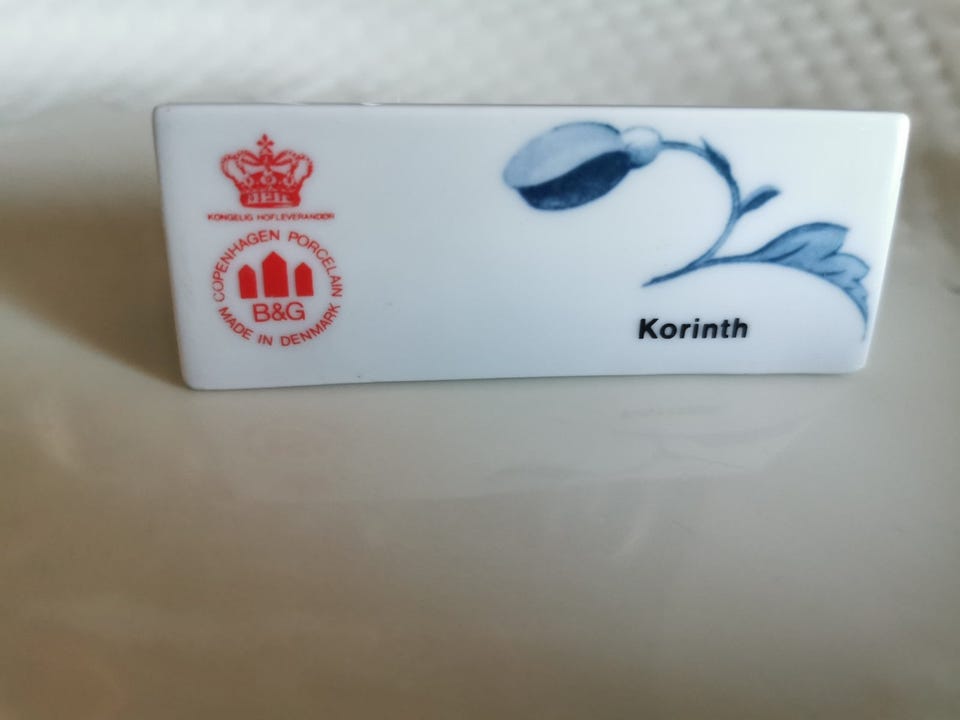 KONGELIG HOFLEVERANDØR
COPENHAGEN PORCELAIN
B&G
MADE IN DENMARK
Korinth